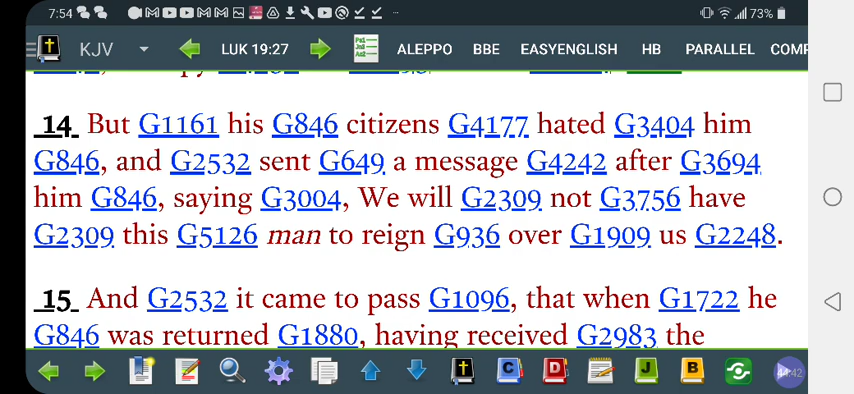 7:54 73%
KJV LUK 19:27 ALEPPO BBE EASYENGLISH HB PARALLEL COMP
14 But G1161 his G846 citizens G4177 hated G3404 him
G846, and G2532 sent G649 a message G4242 after G3694
him G846, saying G3004, We will G2309 not G3756 have
G2309 this G5126 man to reign G936 over G1909 us G2248.
15 And G2532 it came to pass G1096, that when G1722 he
G846 was returned G1880, having received G2983 the
C D J B 44:42